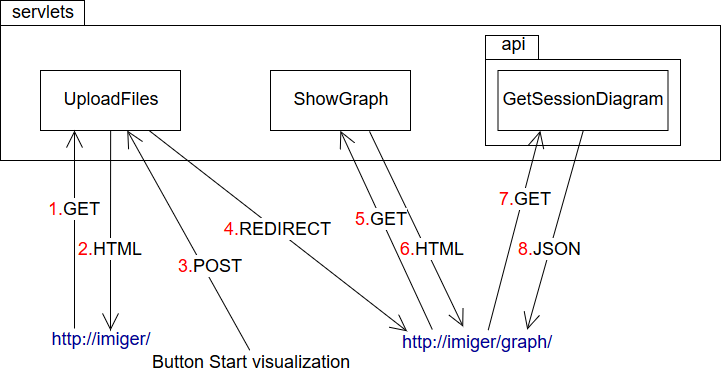 servlets
api
UploadFiles
ShowGraph
GetSessionDiagram
1.GET
2.HTML
3.POST
4.REDIRECT
5.GET
6.HTML
7.GET
8.JSON
http://imiger/
Button Start visualization
http://imiger/graph/